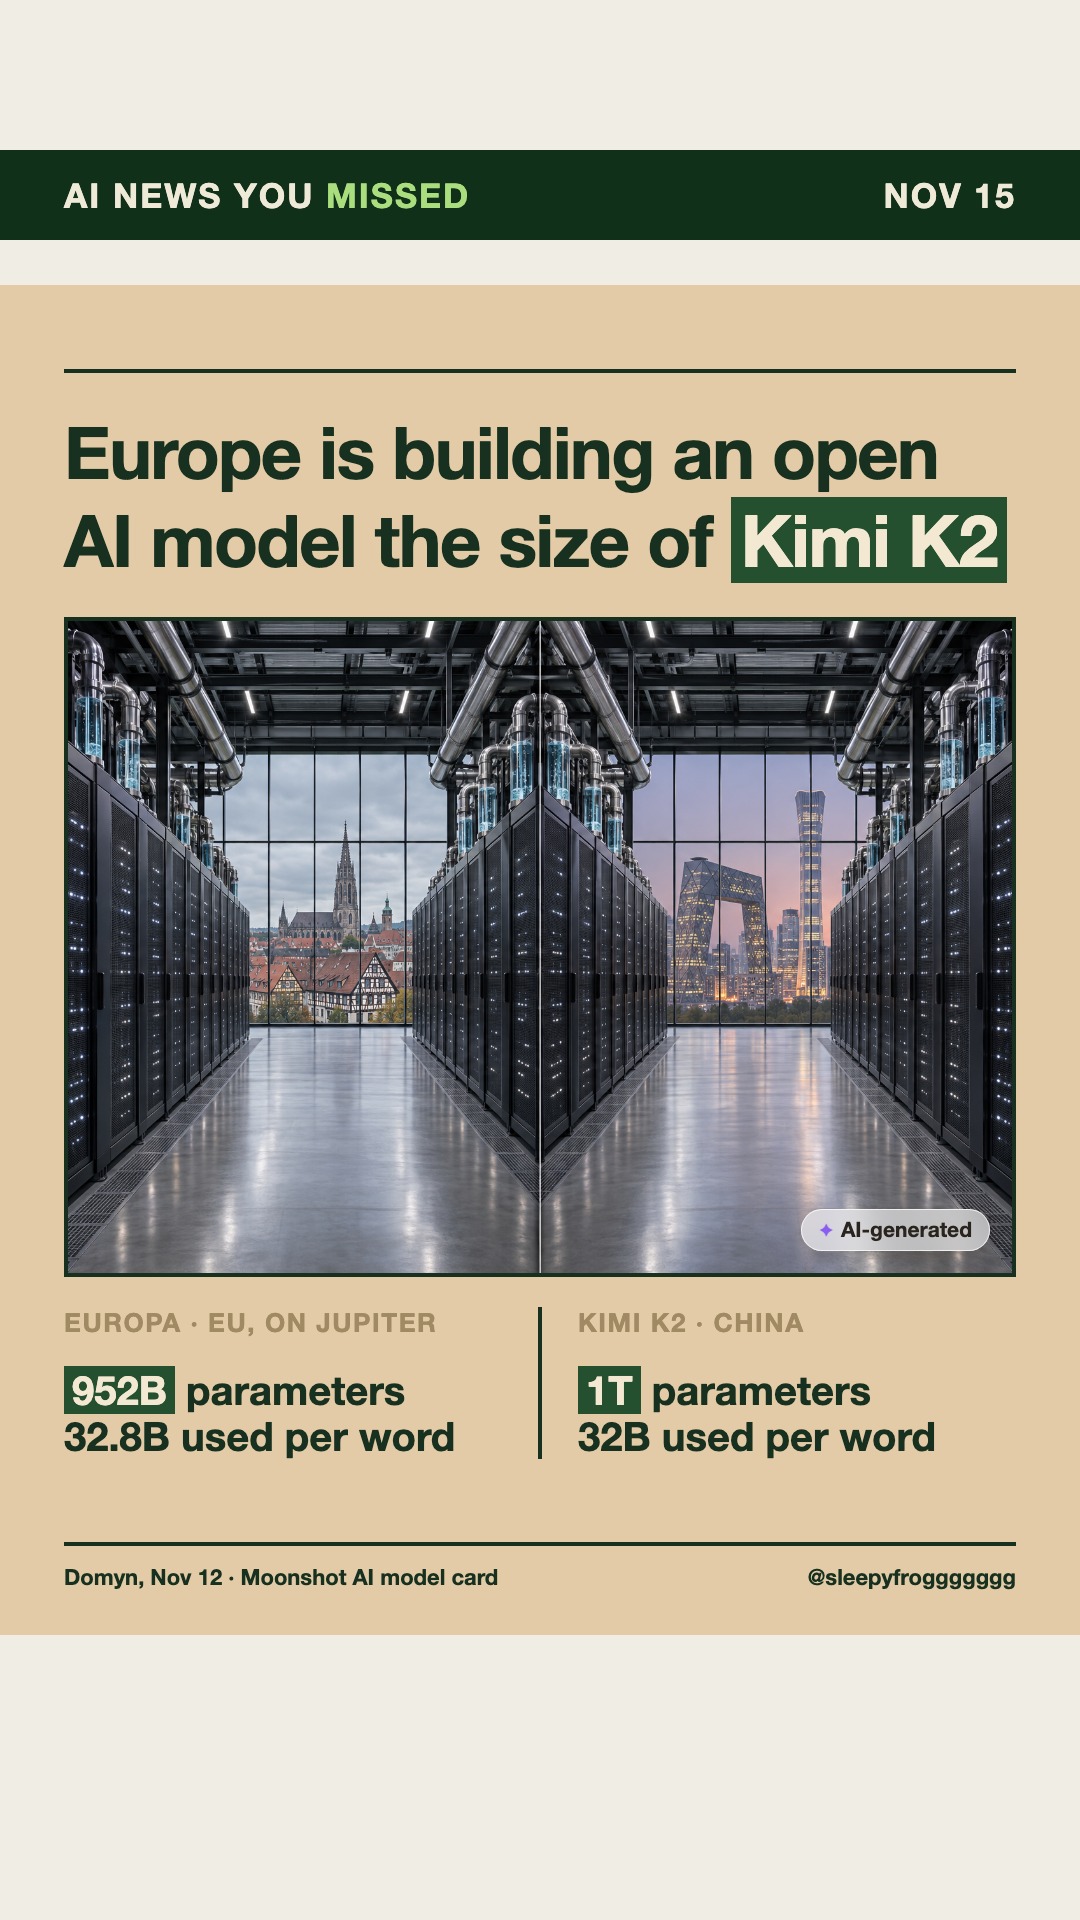 AI NEWS YOU MISSED
NOV 15
Europe is building an open
AI model the size of Kimi K2
AI-generated
EUROPA · EU, ON JUPITER
952B parameters
32.8B used per word
KIMI K2 · CHINA
1T parameters
32B used per word
Domyn, Nov 12 · Moonshot AI model card
@sleepyfroggggggg